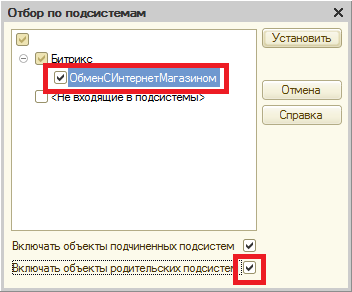 Отбор по подсистемам
Установить
Битрикс
ОбменСИнтернетМагазином
<Не входящие в подсистемы>
Отмена
Справка
Включать объекты подчиненных подсистем
Включать объекты родительских подсистем